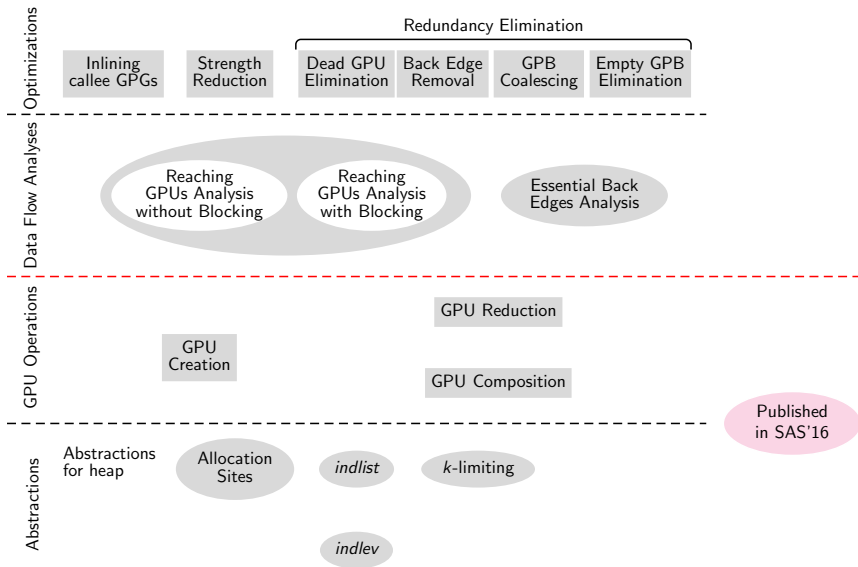 Redundancy Elimination
Optimizations
Inlining
callee GPGs
Strength
Reduction
Dead GPU
Elimination
Back Edge
Removal
GPB
Coalescing
Empty GPB
Elimination
Data Flow Analyses
Reaching
GPUs Analysis
without Blocking
Reaching
GPUs Analysis
with Blocking
Essential Back
Edges Analysis
GPU Operations
GPU
Creation
GPU Reduction
GPU Composition
Published
in SAS'16
Abstractions
Abstractions
for heap
Allocation
Sites
indlist
k-limiting
indlev